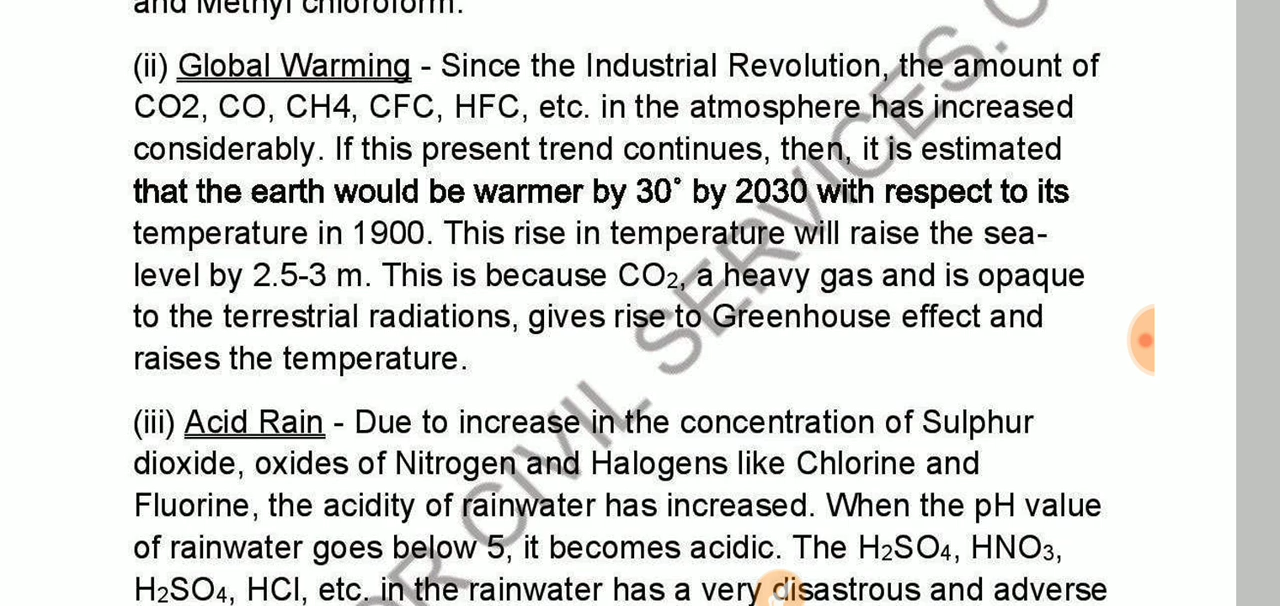 and Methyl chloroform.
(ii) Global Warming - Since the Industrial Revolution, the amount of
CO2, CO, CH4, CFC, HFC, etc. in the atmosphere has increased
considerably. If this present trend continues, then, it is estimated
that the earth would be warmer by 30° by 2030 with respect to its
temperature in 1900. This rise in temperature will raise the sea-
level by 2.5-3 m. This is because CO₂, a heavy gas and is opaque
to the terrestrial radiations, gives rise to Greenhouse effect and
raises the temperature.
(iii) Acid Rain - Due to increase in the concentration of Sulphur
dioxide, oxides of Nitrogen and Halogens like Chlorine and
Fluorine, the acidity of rainwater has increased. When the pH value
of rainwater goes below 5, it becomes acidic. The H₂SO₄, HNO₃,
H₂SO₄, HCl, etc. in the rainwater has a very disastrous and adverse
OR CIVIL SERVICES.C